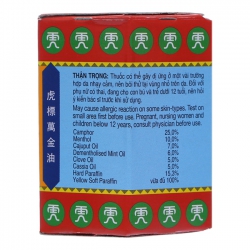 虎
標
萬
金
油
THẬN TRỌNG: Thuốc có thể gây dị ứng ở một vài trường
hợp da nhạy cảm, nên bôi thử tại vùng nhỏ trên da. Đối với
phụ nữ có thai, đang cho con bú và trẻ dưới 12 tuổi, nên hỏi
ý kiến bác sĩ trước khi sử dụng.
May cause allergic reaction on some skin-types. Test on
small area first before use. Pregnant, nursing women and
children below 12 years, consult physician before use.
Camphor 25,0%
Menthol 10,0%
Cajuput Oil 7,0%
Dementholised Mint Oil 6,0%
Clove Oil 5,0%
Cassia Oil 5,0%
Hard Paraffin 15,3%
Yellow Soft Paraffin vừa đủ 100%